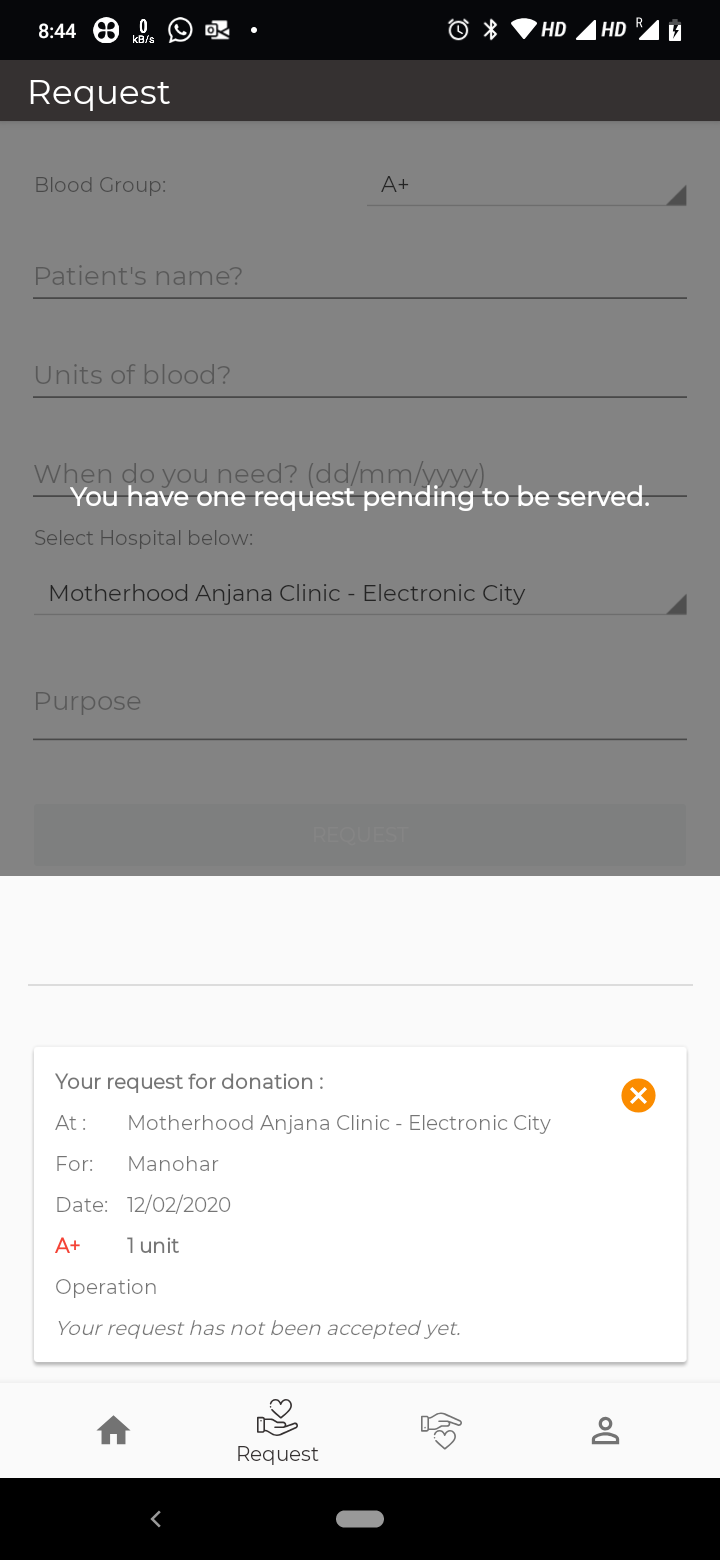 8:44 0 kB/s HD HD R
Request
Blood Group: A+
Patient's name?
Units of blood?
When do you need? (dd/mm/yyyy)
You have one request pending to be served.
Select Hospital below:
Motherhood Anjana Clinic - Electronic City
Purpose
REQUEST
Your request for donation :
At : Motherhood Anjana Clinic - Electronic City
For: Manohar
Date: 12/02/2020
A+ 1 unit
Operation
Your request has not been accepted yet.
Request